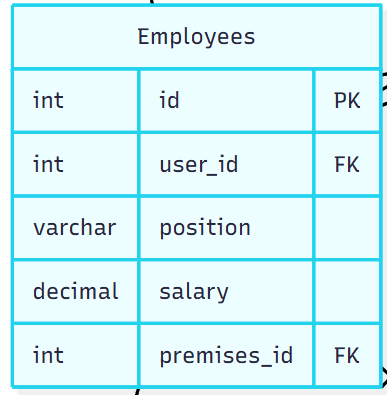 Employees
int id PK
int user_id FK
varchar position
decimal salary
int premises_id FK